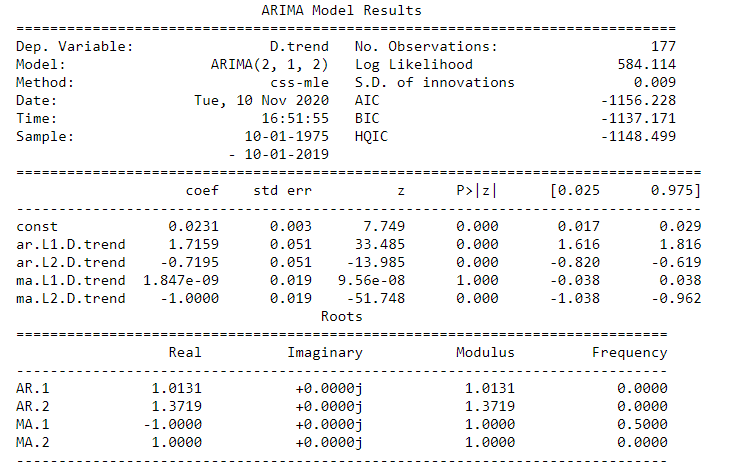 ARIMA Model Results
==============================================================================
Dep. Variable: D.trend No. Observations: 177
Model: ARIMA(2, 1, 2) Log Likelihood 584.114
Method: css-mle S.D. of innovations 0.009
Date: Tue, 10 Nov 2020 AIC -1156.228
Time: 16:51:55 BIC -1137.171
Sample: 10-01-1975 HQIC -1148.499
- 10-01-2019
=================================================================================
coef std err z P>|z| [0.025 0.975]
---------------------------------------------------------------------------------
const 0.0231 0.003 7.749 0.000 0.017 0.029
ar.L1.D.trend 1.7159 0.051 33.485 0.000 1.616 1.816
ar.L2.D.trend -0.7195 0.051 -13.985 0.000 -0.820 -0.619
ma.L1.D.trend 1.847e-09 0.019 9.56e-08 1.000 -0.038 0.038
ma.L2.D.trend -1.0000 0.019 -51.748 0.000 -1.038 -0.962
Roots
=============================================================================
Real Imaginary Modulus Frequency
-----------------------------------------------------------------------------
AR.1 1.0131 +0.0000j 1.0131 0.0000
AR.2 1.3719 +0.0000j 1.3719 0.0000
MA.1 -1.0000 +0.0000j 1.0000 0.5000
MA.2 1.0000 +0.0000j 1.0000 0.0000
-----------------------------------------------------------------------------